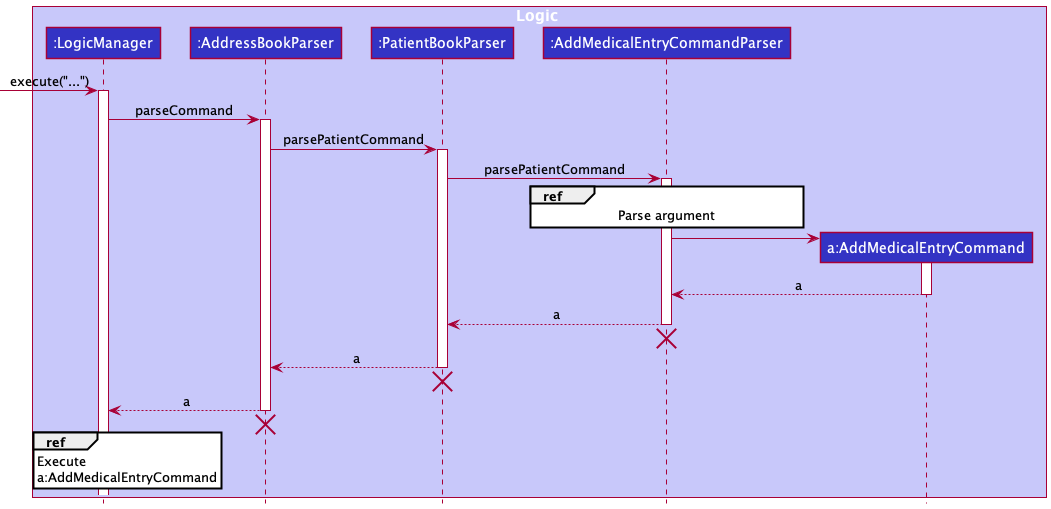 Logic
:LogicManager
:AddressBookParser
:PatientBookParser
:AddMedicalEntryCommandParser
execute("...")
parseCommand
parsePatientCommand
parsePatientCommand
ref
Parse argument
a:AddMedicalEntryCommand
a
a
a
a
ref
Execute
a:AddMedicalEntryCommand